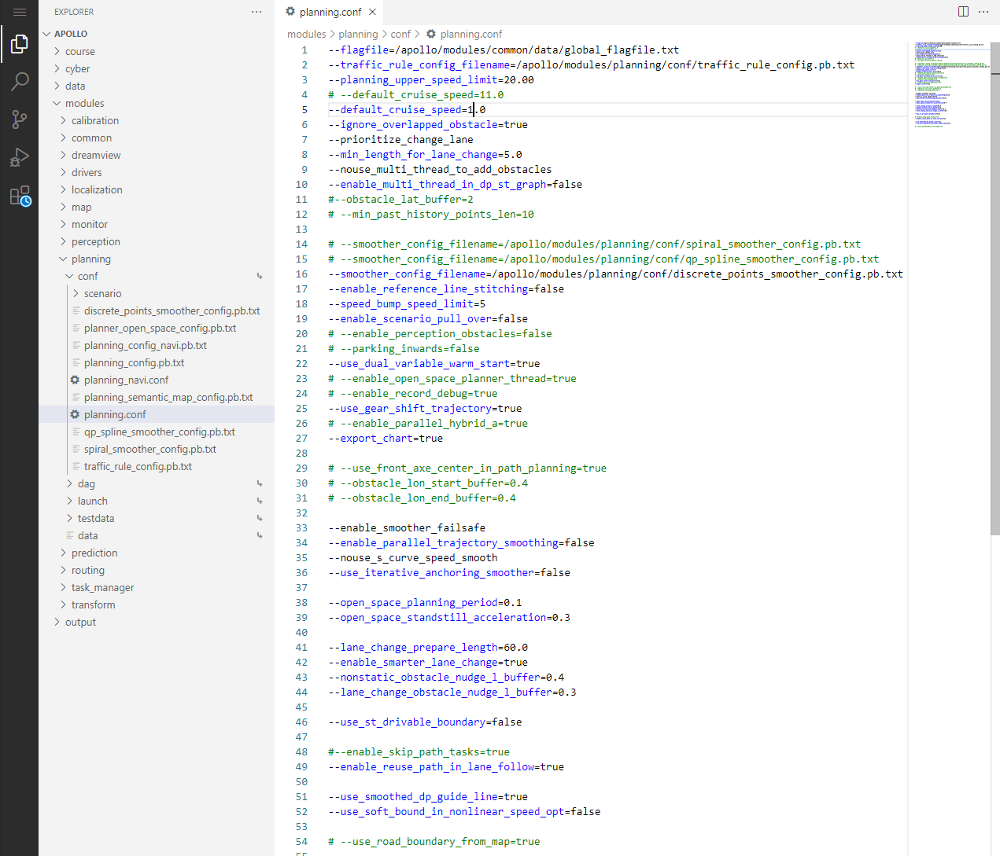 EXPLORER
APOLLO
course
cyber
data
modules
calibration
common
dreamview
drivers
localization
map
monitor
perception
planning
conf
scenario
discrete_points_smoother_config.pb.txt
planner_open_space_config.pb.txt
planning_config_navi.pb.txt
planning_config.pb.txt
planning_navi.conf
planning_semantic_map_config.pb.txt
planning.conf
qp_spline_smoother_config.pb.txt
spiral_smoother_config.pb.txt
traffic_rule_config.pb.txt
dag
launch
testdata
data
prediction
routing
task_manager
transform
output
planning.conf
modules > planning > conf > planning.conf
1 --flagfile=/apollo/modules/common/data/global_flagfile.txt
2 --traffic_rule_config_filename=/apollo/modules/planning/conf/traffic_rule_config.pb.txt
3 --planning_upper_speed_limit=20.00
4 # --default_cruise_speed=11.0
5 --default_cruise_speed=1.0
6 --ignore_overlapped_obstacle=true
7 --prioritize_change_lane
8 --min_length_for_lane_change=5.0
9 --nouse_multi_thread_to_add_obstacles
10 --enable_multi_thread_in_dp_st_graph=false
11 #--obstacle_lat_buffer=2
12 # --min_past_history_points_len=10
13
14 # --smoother_config_filename=/apollo/modules/planning/conf/spiral_smoother_config.pb.txt
15 # --smoother_config_filename=/apollo/modules/planning/conf/qp_spline_smoother_config.pb.txt
16 --smoother_config_filename=/apollo/modules/planning/conf/discrete_points_smoother_config.pb.txt
17 --enable_reference_line_stitching=false
18 --speed_bump_speed_limit=5
19 --enable_scenario_pull_over=false
20 # --enable_perception_obstacles=false
21 # --parking_inwards=false
22 --use_dual_variable_warm_start=true
23 # --enable_open_space_planner_thread=true
24 # --enable_record_debug=true
25 --use_gear_shift_trajectory=true
26 # --enable_parallel_hybrid_a=true
27 --export_chart=true
28
29 # --use_front_axe_center_in_path_planning=true
30 # --obstacle_lon_start_buffer=0.4
31 # --obstacle_lon_end_buffer=0.4
32
33 --enable_smoother_failsafe
34 --enable_parallel_trajectory_smoothing=false
35 --nouse_s_curve_speed_smooth
36 --use_iterative_anchoring_smoother=false
37
38 --open_space_planning_period=0.1
39 --open_space_standstill_acceleration=0.3
40
41 --lane_change_prepare_length=60.0
42 --enable_smarter_lane_change=true
43 --nonstatic_obstacle_nudge_l_buffer=0.4
44 --lane_change_obstacle_nudge_l_buffer=0.3
45
46 --use_st_drivable_boundary=false
47
48 #--enable_skip_path_tasks=true
49 --enable_reuse_path_in_lane_follow=true
50
51 --use_smoothed_dp_guide_line=true
52 --use_soft_bound_in_nonlinear_speed_opt=false
53
54 # --use_road_boundary_from_map=true